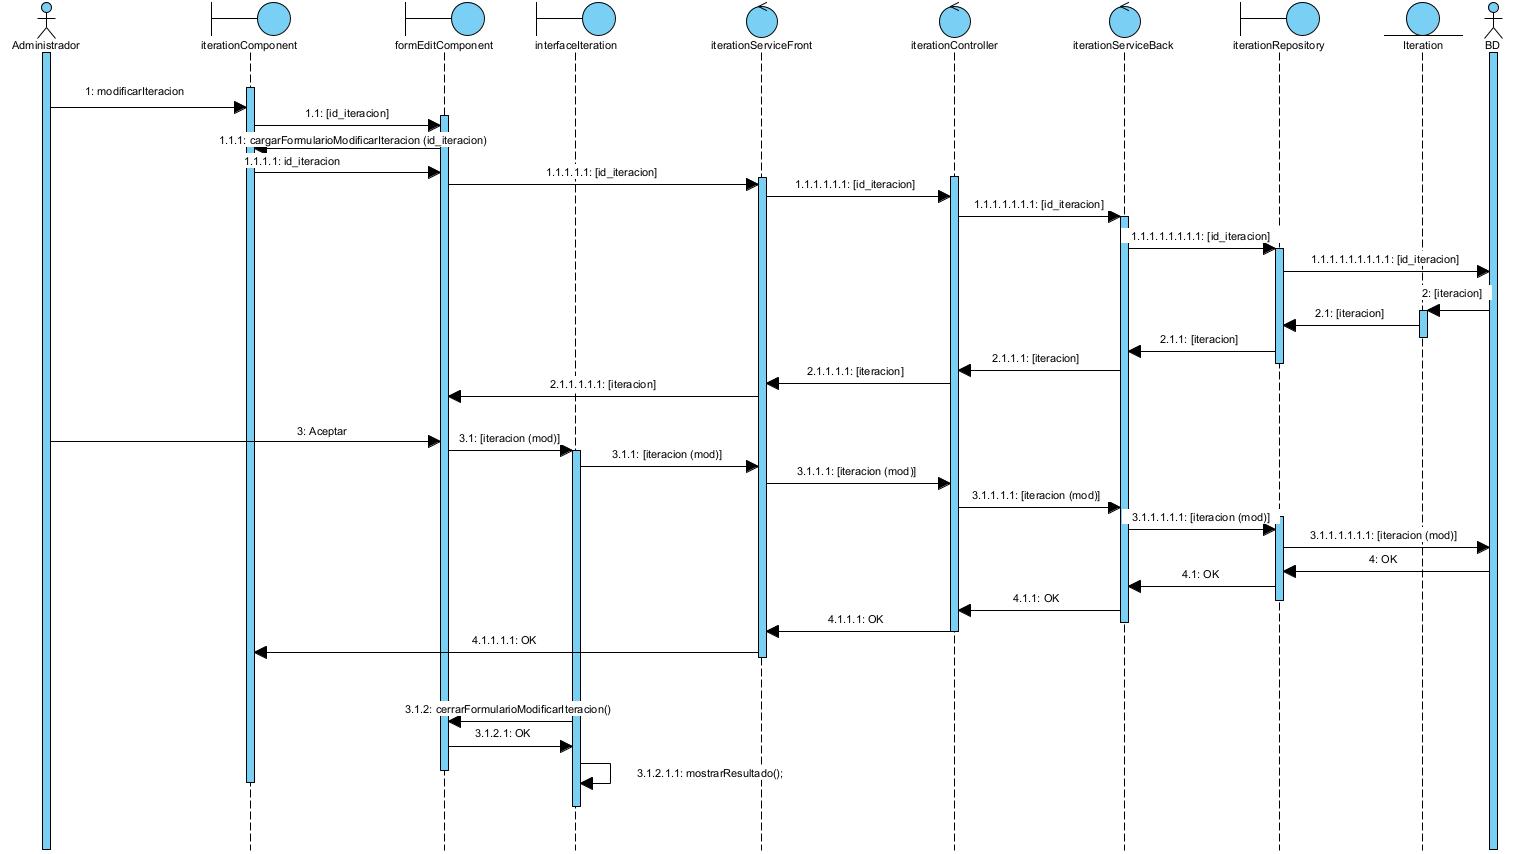 Administrador
iterationComponent
formEditComponent
interfaceIteration
iterationServiceFront
iterationController
iterationServiceBack
iterationRepository
Iteration
BD
1: modificarIteracion
1.1: [id_iteracion]
1.1.1: cargarFormularioModificarIteracion (id_iteracion)
1.1.1.1: id_iteracion
1.1.1.1.1: [id_iteracion]
1.1.1.1.1.1: [id_iteracion]
1.1.1.1.1.1.1: [id_iteracion]
1.1.1.1.1.1.1.1: [id_iteracion]
1.1.1.1.1.1.1.1.1: [id_iteracion]
2: [iteracion]
2.1: [iteracion]
2.1.1: [iteracion]
2.1.1.1: [iteracion]
2.1.1.1.1: [iteracion]
2.1.1.1.1.1: [iteracion]
3: Aceptar
3.1: [iteracion (mod)]
3.1.1: [iteracion (mod)]
3.1.1.1: [iteracion (mod)]
3.1.1.1.1: [iteracion (mod)]
3.1.1.1.1.1: [iteracion (mod)]
3.1.1.1.1.1.1: [iteracion (mod)]
4: OK
4.1: OK
4.1.1: OK
4.1.1.1: OK
4.1.1.1.1: OK
3.1.2: cerrarFormularioModificarIteracion()
3.1.2.1: OK
3.1.2.1.1: mostrarResultado();